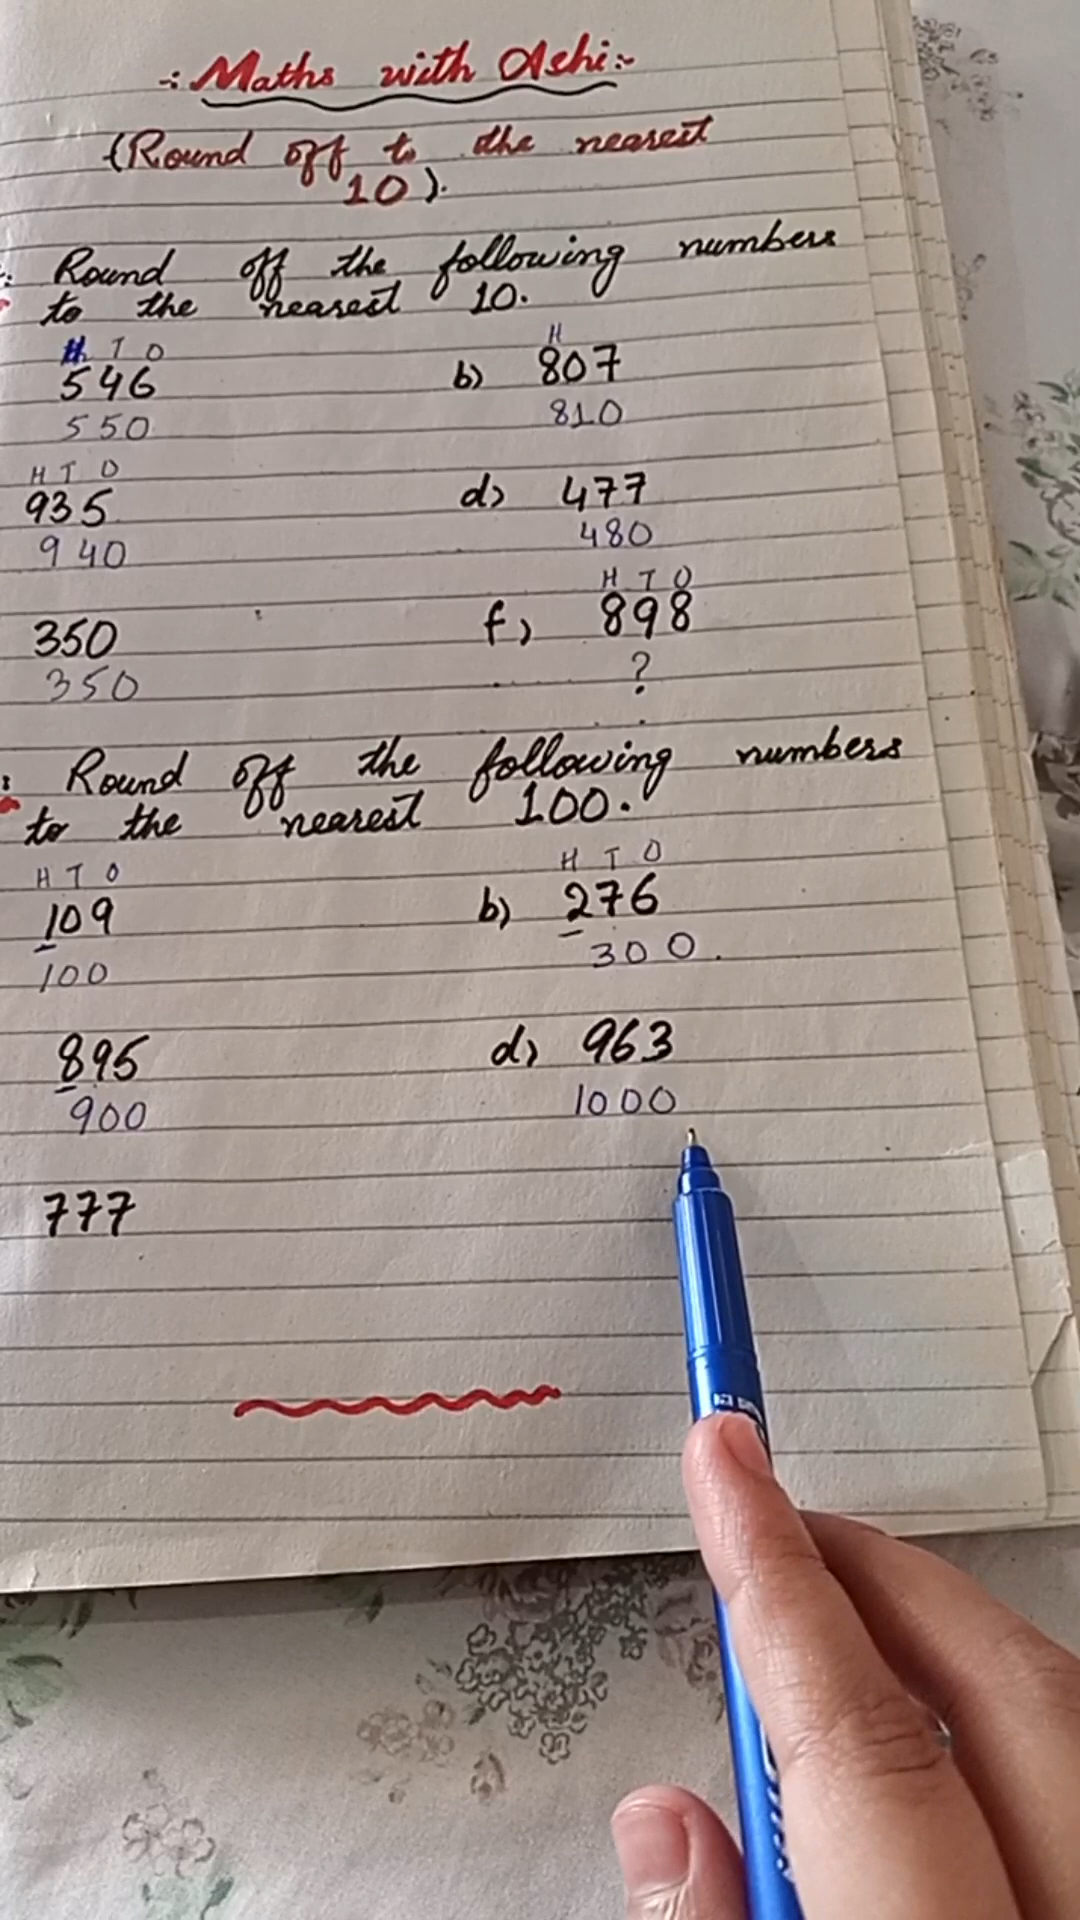 -: Maths with Ashi:-
(Round off to the nearest
10).
: Round off the following numbers
to the nearest 10.
H T O
546
550
H
b) 807
810
H T O
935
940
d) 477
480
350
350
H T O
f) 898
?
: Round off the following numbers
to the nearest 100.
H T O
109
100
H T O
b) 276
300.
895
900
d) 963
1000
777